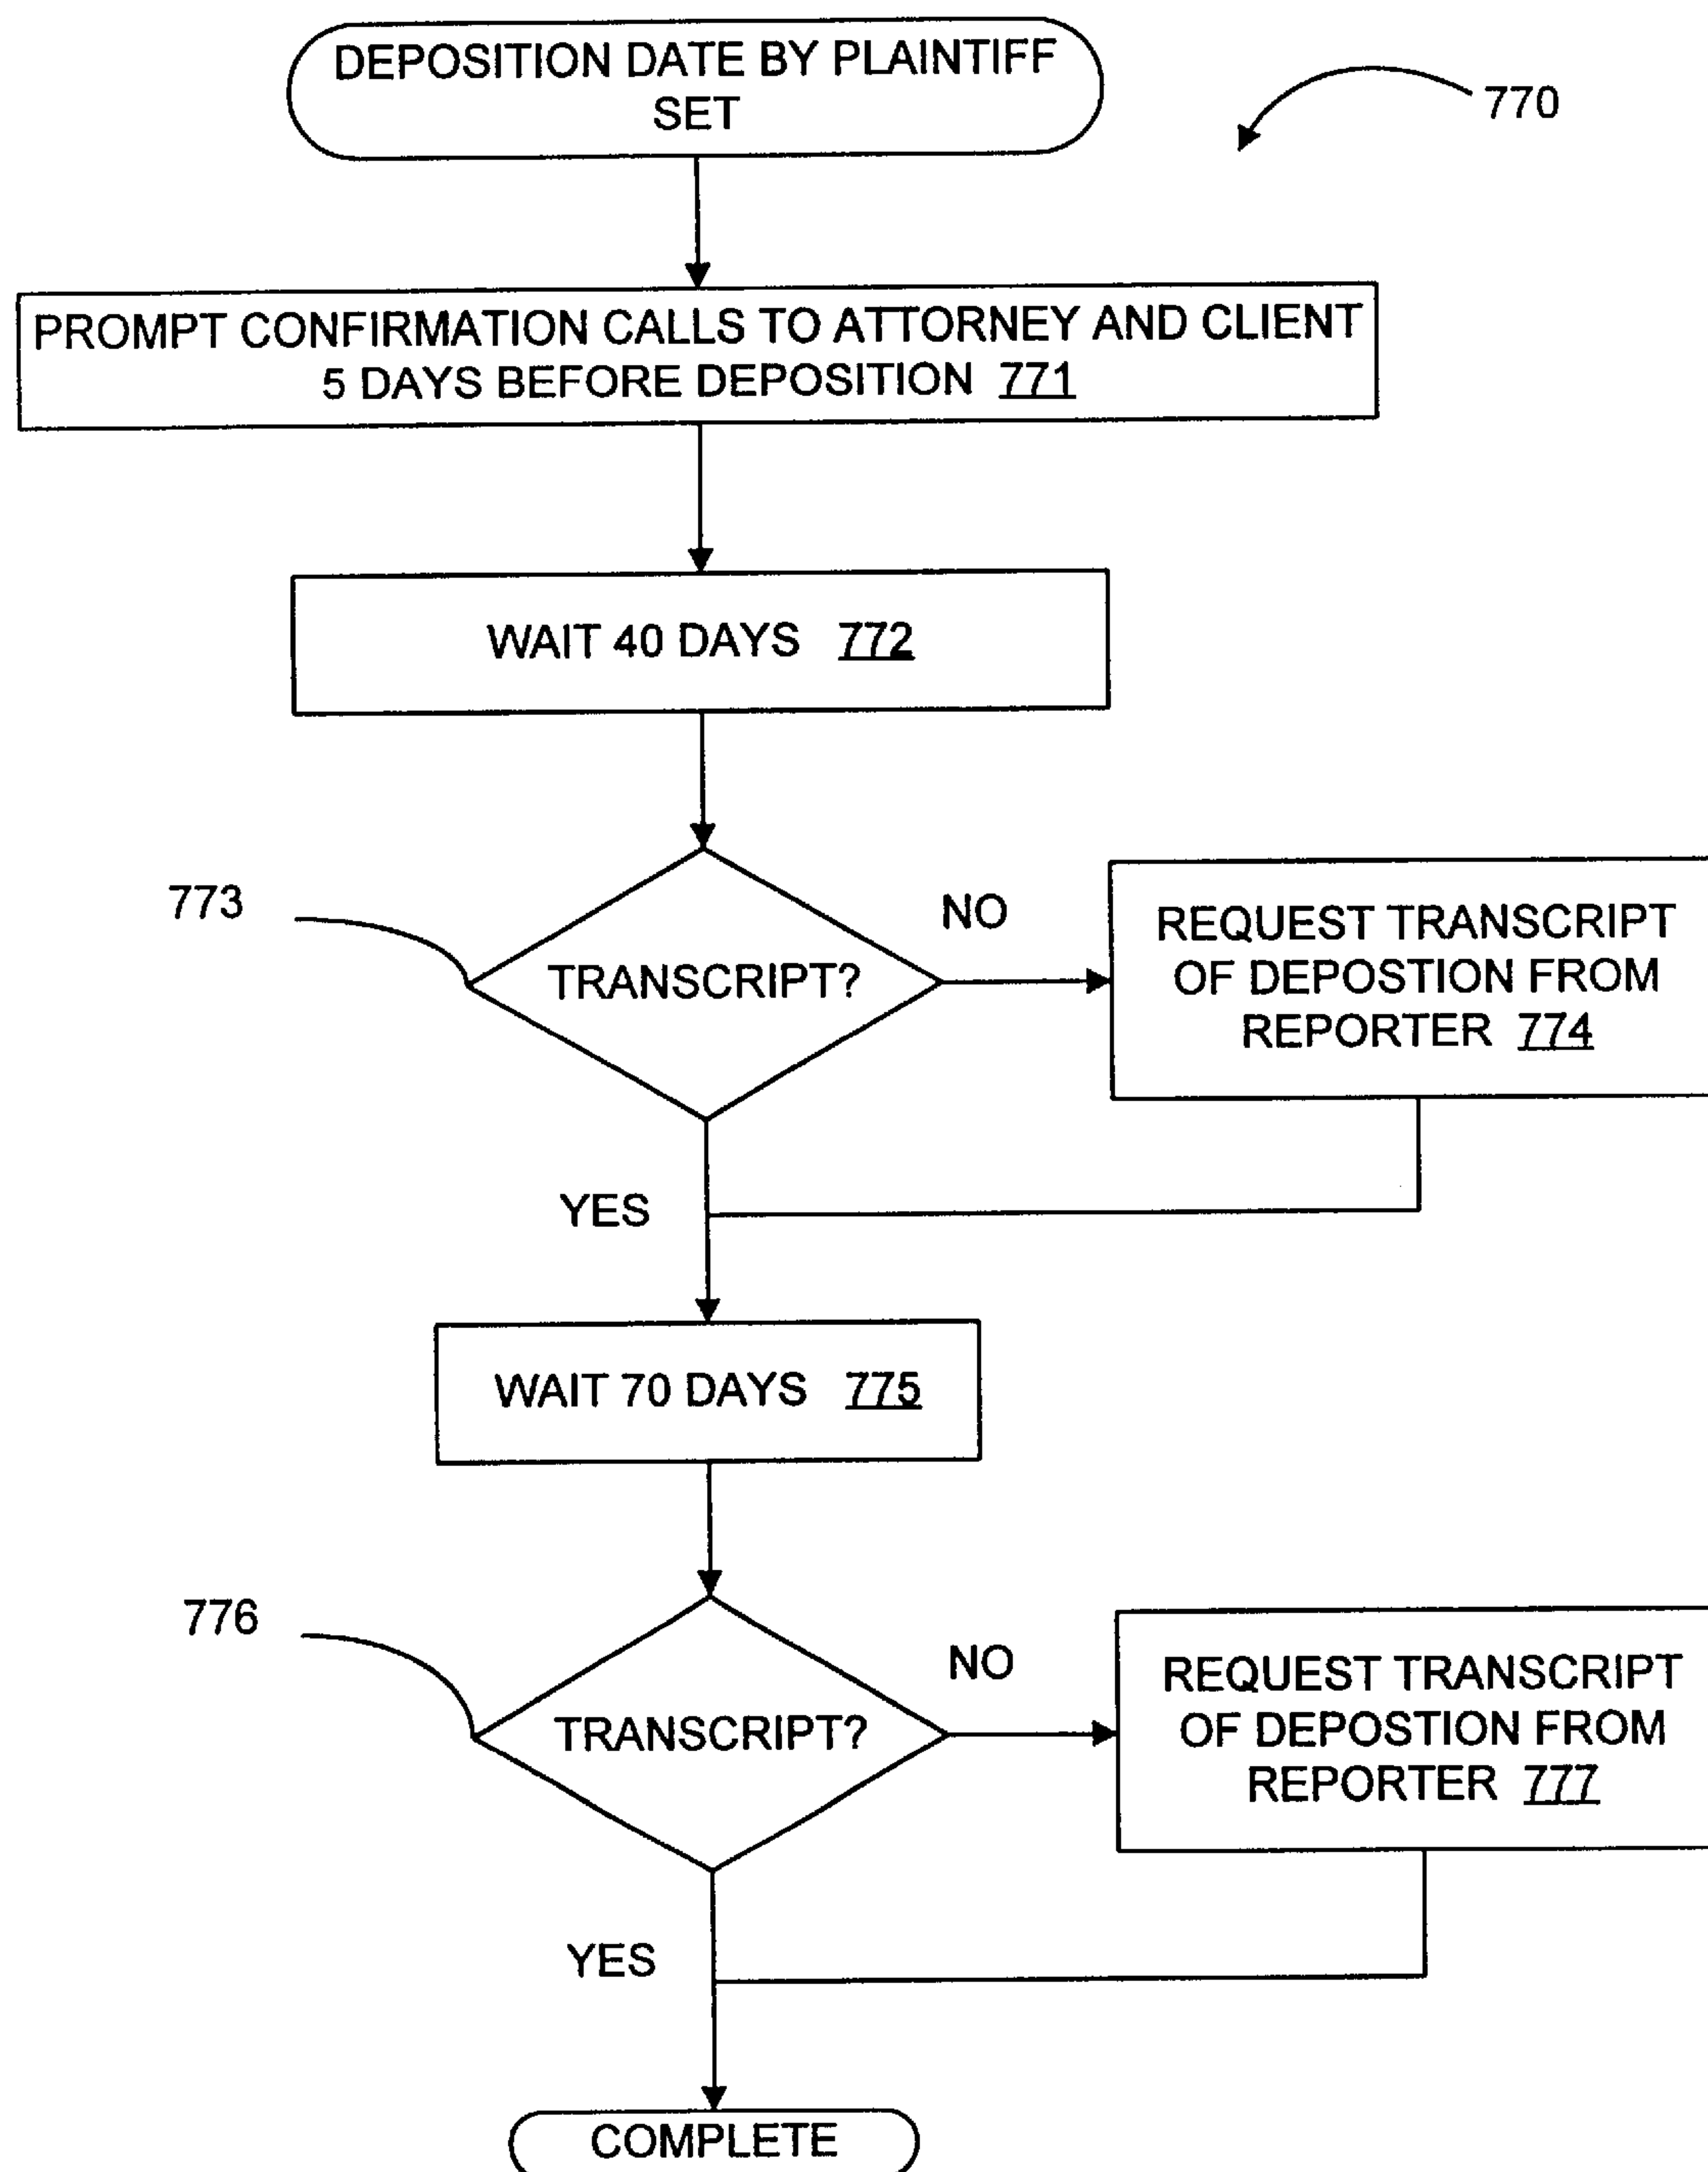 DEPOSITION DATE BY PLAINTIFF
SET
770
PROMPT CONFIRMATION CALLS TO ATTORNEY AND CLIENT
5 DAYS BEFORE DEPOSITION 771
WAIT 40 DAYS 772
773
TRANSCRIPT?
NO
REQUEST TRANSCRIPT
OF DEPOSTION FROM
REPORTER 774
YES
WAIT 70 DAYS 775
776
TRANSCRIPT?
NO
REQUEST TRANSCRIPT
OF DEPOSTION FROM
REPORTER 777
YES
COMPLETE